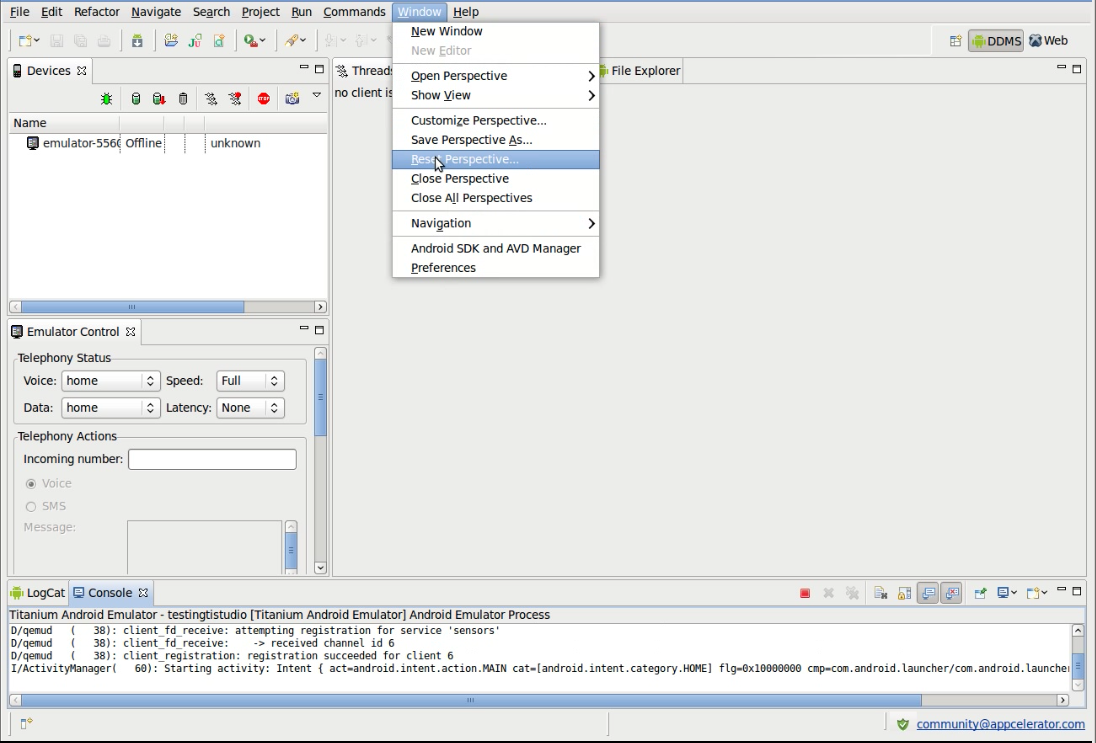 File Edit Refactor Navigate Search Project Run Commands Window Help
DDMS Web
Devices
Name
emulator-556 Offline unknown
Threads
no client is
File Explorer
New Window
New Editor
Open Perspective
Show View
Customize Perspective...
Save Perspective As...
Reset Perspective...
Close Perspective
Close All Perspectives
Navigation
Android SDK and AVD Manager
Preferences
Emulator Control
Telephony Status
Voice: home Speed: Full
Data: home Latency: None
Telephony Actions
Incoming number:
Voice
SMS
Message:
LogCat Console
Titanium Android Emulator - testingtistudio [Titanium Android Emulator] Android Emulator Process
D/qemud ( 38): client_fd_receive: attempting registration for service 'sensors'
D/qemud ( 38): client_fd_receive: -> received channel id 6
D/qemud ( 38): client_registration: registration succeeded for client 6
I/ActivityManager( 60): Starting activity: Intent { act=android.intent.action.MAIN cat=[android.intent.category.HOME] flg=0x10000000 cmp=com.android.launcher/com.android.launcher
community@appcelerator.com